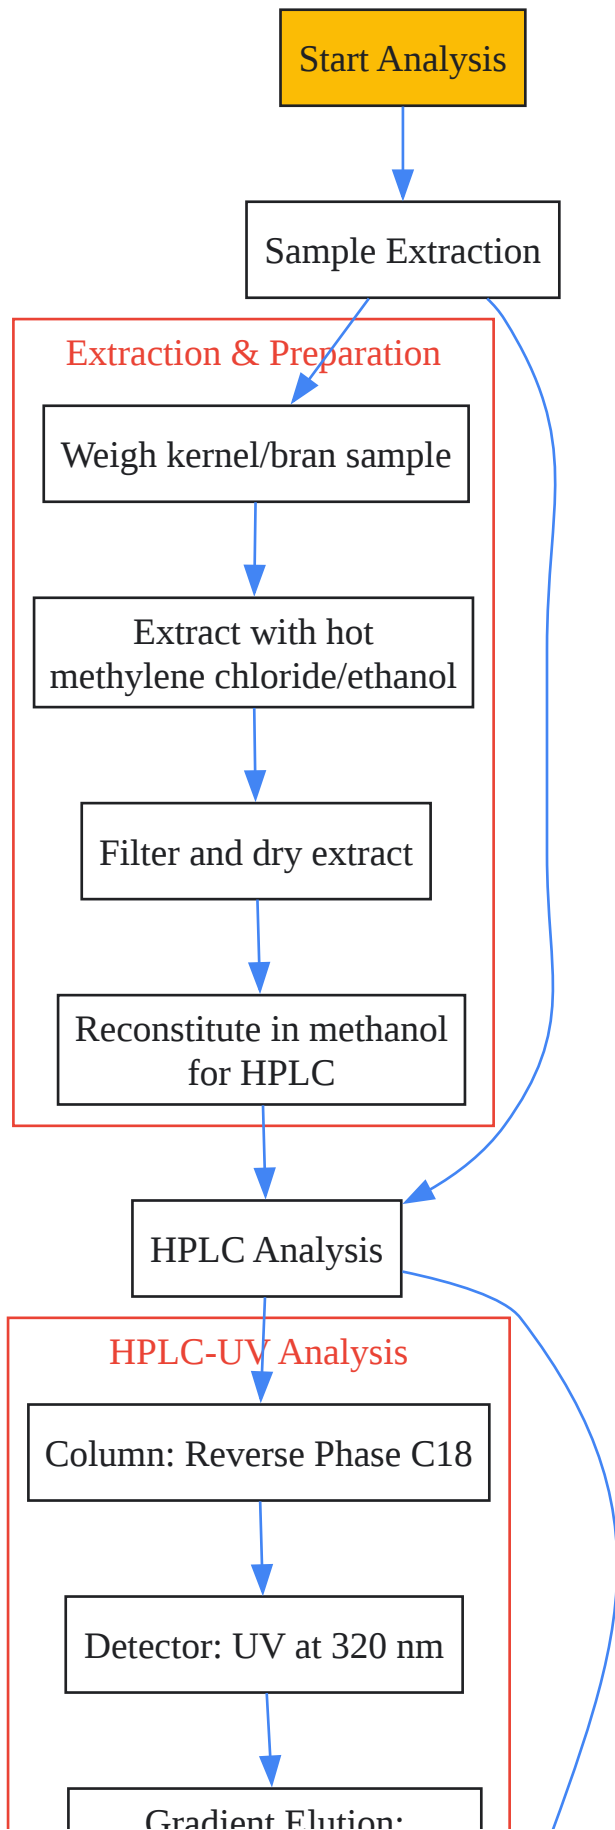 Start Analysis
Sample Extraction
Extraction & Preparation
Weigh kernel/bran sample
Extract with hot
methylene chloride/ethanol
Filter and dry extract
Reconstitute in methanol
for HPLC
HPLC Analysis
HPLC-UV Analysis
Column: Reverse Phase C18
Detector: UV at 320 nm
Gradient Elution: